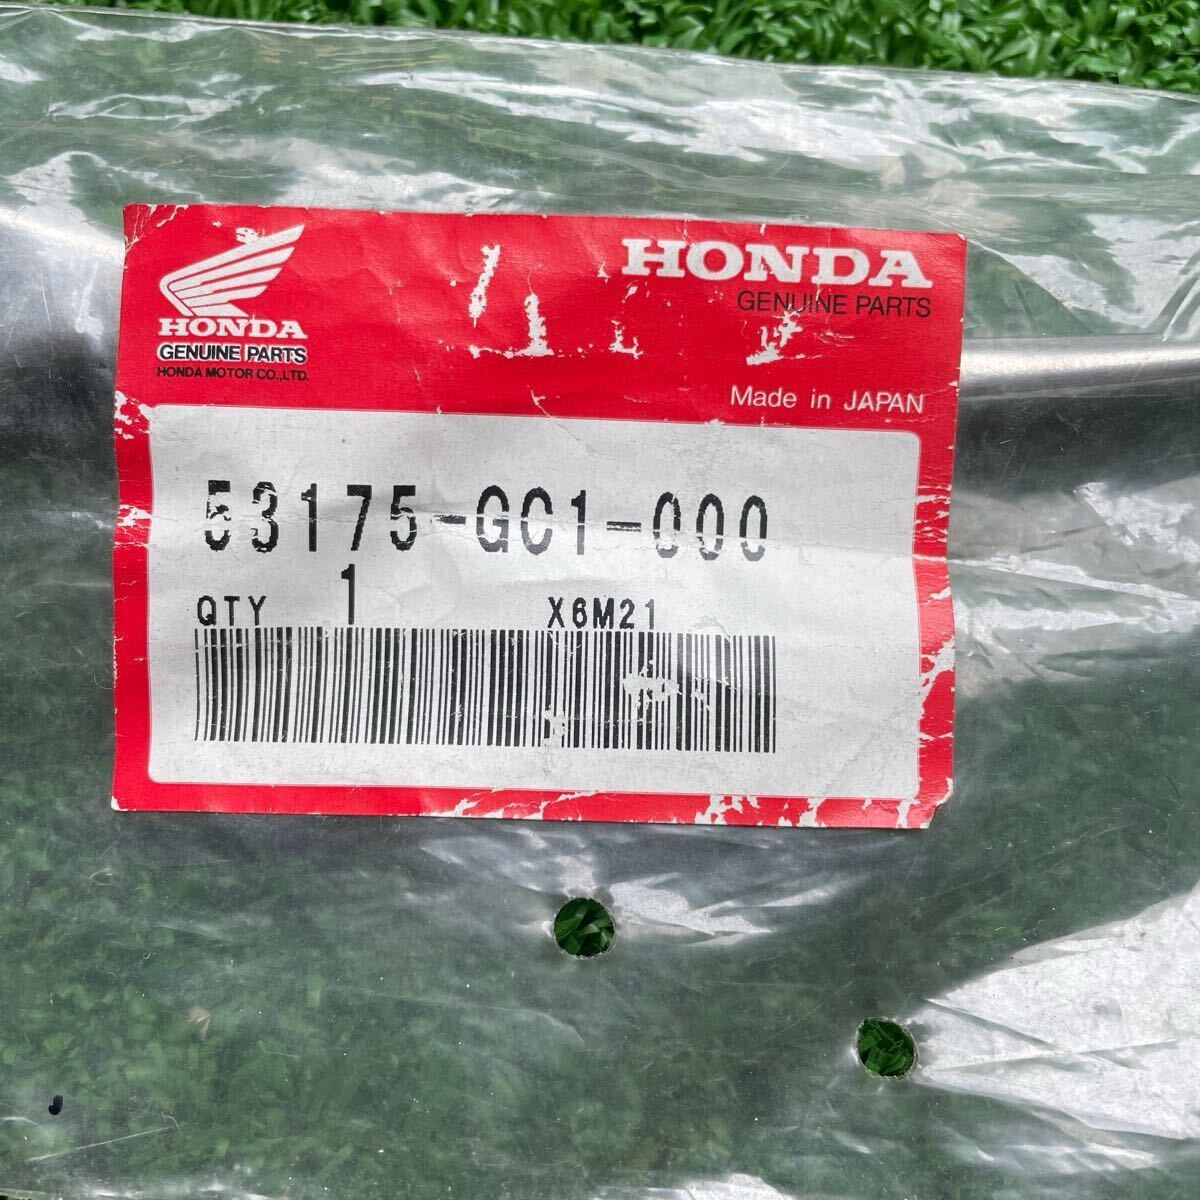 HONDA
GENUINE PARTS
HONDA MOTOR CO.,LTD.
HONDA
GENUINE PARTS
Made in JAPAN
53175-GC1-000
QTY 1 X6M21